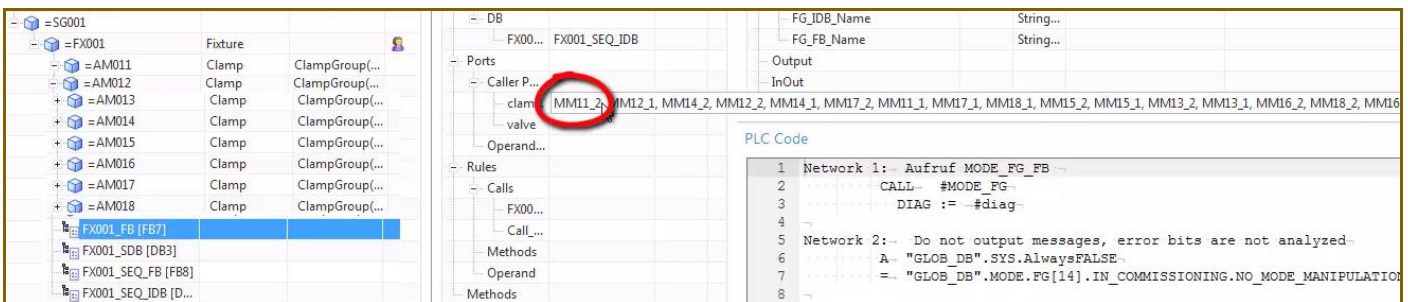 =SG001
=FX001 Fixture
=AM011 Clamp ClampGroup(...
=AM012 Clamp ClampGroup(...
=AM013 Clamp ClampGroup(...
=AM014 Clamp ClampGroup(...
=AM015 Clamp ClampGroup(...
=AM016 Clamp ClampGroup(...
=AM017 Clamp ClampGroup(...
=AM018 Clamp ClampGroup(...
FX001_FB [FB7]
FX001_SDB [DB3]
FX001_SEQ_FB [FB8]
FX001_SEQ_IDB [D...
DB
FX00... FX001_SEQ_IDB
Ports
Caller P...
clam MM11_2, MM12_1, MM14_2, MM12_2, MM14_1, MM17_2, MM11_1, MM17_1, MM18_1, MM15_2, MM15_1, MM13_2, MM13_1, MM16_2, MM18_2, MM16
valve
Operand...
Rules
Calls
FX00...
Call_...
Methods
Operand
Methods
FG_IDB_Name String...
FG_FB_Name String...
Output
InOut
PLC Code
1 Network 1: Aufruf MODE_FG_FB
2 CALL #MODE_FG
3 DIAG := #diag
4
5 Network 2: Do not output messages, error bits are not analyzed
6 A "GLOB_DB".SYS.AlwaysFALSE
7 = "GLOB_DB".MODE.FG[14].IN_COMMISSIONING.NO_MODE_MANIPULATION
8